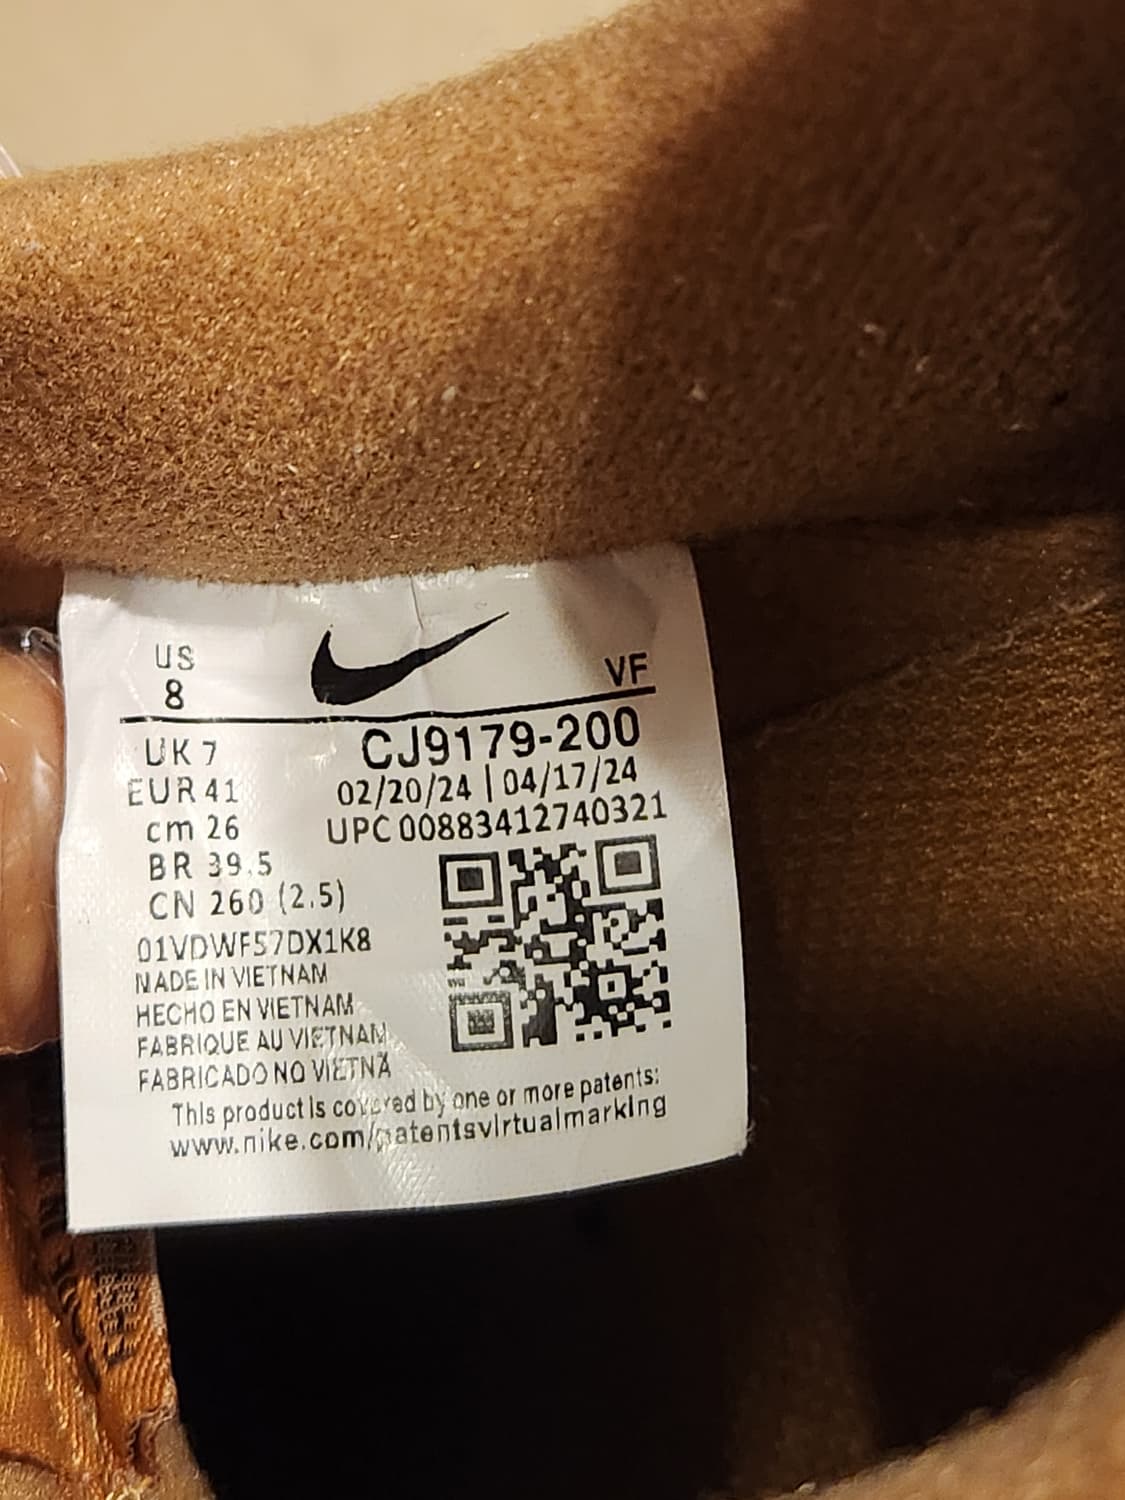 US
8
VF
UK 7
CJ9179-200
EUR 41
02/20/24 | 04/17/24
cm 26
UPC 00883412740321
BR 39.5
CN 260 (2.5)
01VDWF57DX1K8
MADE IN VIETNAM
HECHO EN VIETNAM
FABRIQUE AU VIETNAM
FABRICADO NO VIETNÃ
This product is covered by one or more patents:
www.nike.com/patentsvirtualmarking